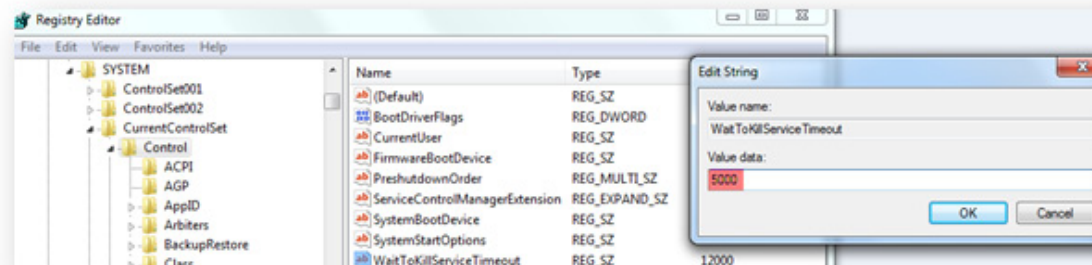 Registry Editor
File Edit View Favorites Help
SYSTEM
ControlSet001
ControlSet002
CurrentControlSet
Control
ACPI
AGP
AppID
Arbiters
BackupRestore
Class
Name Type
(Default) REG_SZ
BootDriverFlags REG_DWORD
CurrentUser REG_SZ
FirmwareBootDevice REG_SZ
PreshutdownOrder REG_MULTI_SZ
ServiceControlManagerExtension REG_EXPAND_SZ
SystemBootDevice REG_SZ
SystemStartOptions REG_SZ
WaitToKillServiceTimeout REG_SZ 12000
Edit String
Value name:
WaitToKillServiceTimeout
Value data:
5000
OK Cancel